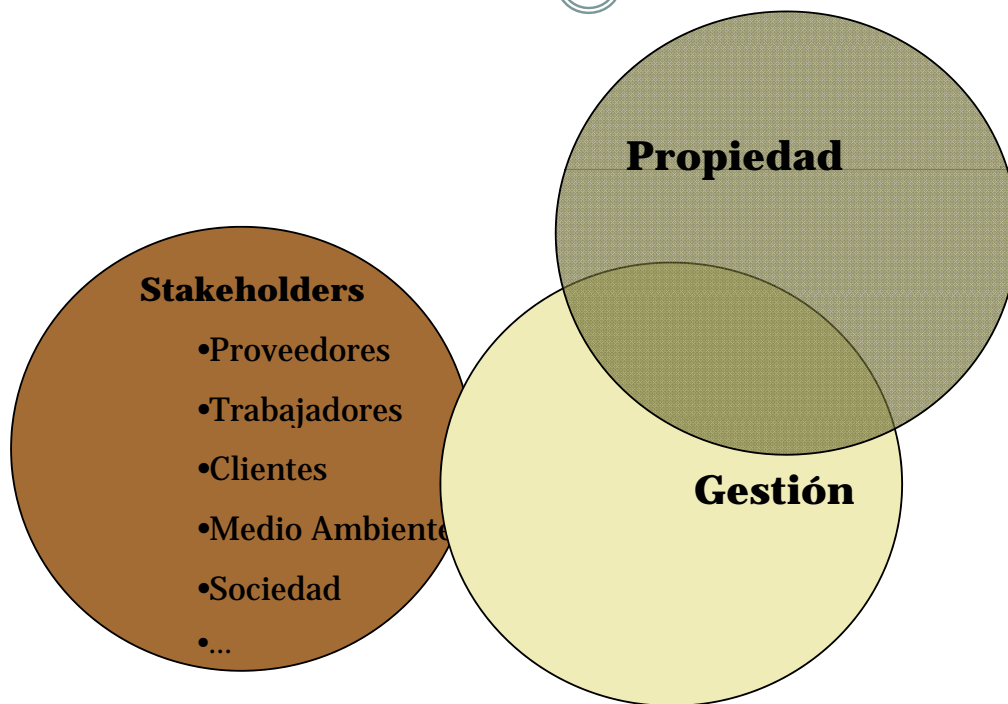 Propiedad
Stakeholders
•Proveedores
•Trabajadores
•Clientes
•Medio Ambiente
•Sociedad
•...
Gestión